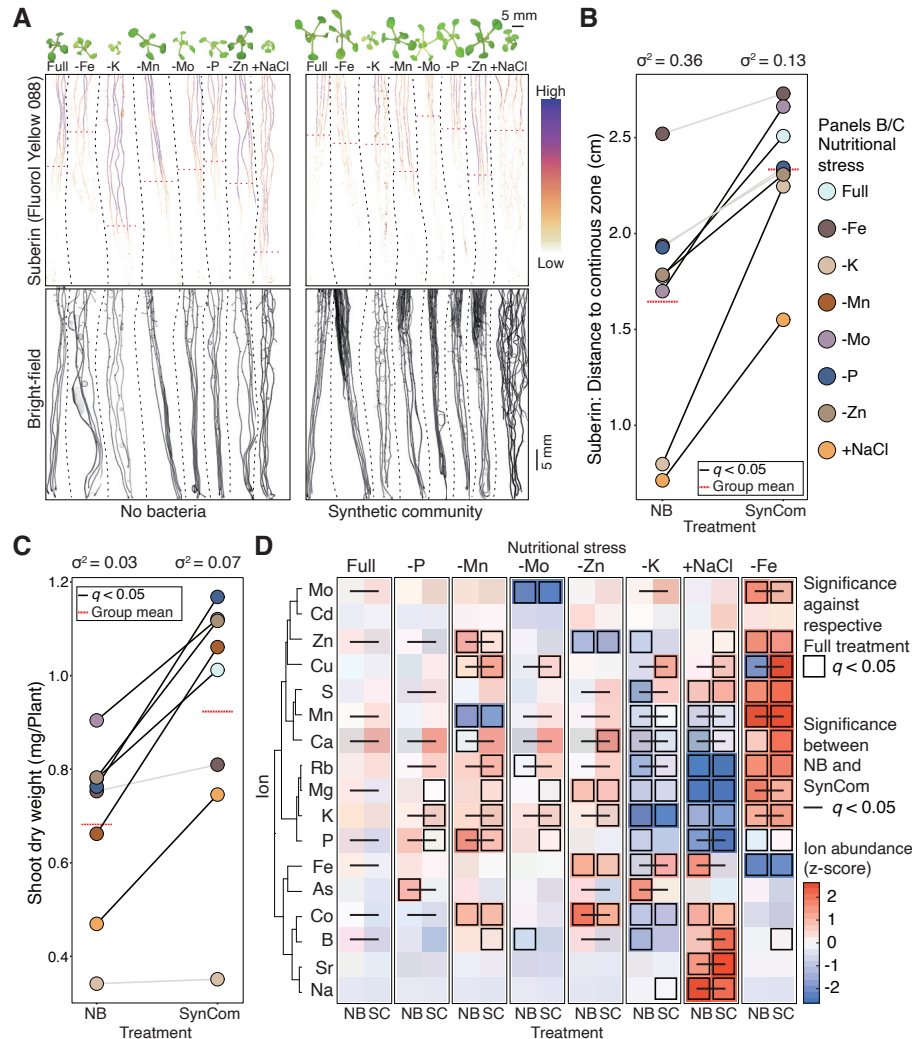 A
5 mm
Full -Fe -K -Mn -Mo -P -Zn +NaCl
Full -Fe -K -Mn -Mo -P -Zn +NaCl
Suberin (Fluorol Yellow 088)
High
Low
Bright-field
5 mm
No bacteria
Synthetic community
B
σ² = 0.36 σ² = 0.13
Suberin: Distance to continous zone (cm)
2.5
2.0
1.5
1.0
q < 0.05
Group mean
NB SynCom
Treatment
Panels B/C
Nutritional
stress
Full
-Fe
-K
-Mn
-Mo
-P
-Zn
+NaCl
C
σ² = 0.03 σ² = 0.07
Shoot dry weight (mg/Plant)
1.2
1.0
0.8
0.6
0.4
q < 0.05
Group mean
NB SynCom
Treatment
D
Nutritional stress
Full -P -Mn -Mo -Zn -K +NaCl -Fe
Ion
Mo
Cd
Zn
Cu
S
Mn
Ca
Rb
Mg
K
P
Fe
As
Co
B
Sr
Na
NB SC NB SC NB SC NB SC NB SC NB SC NB SC NB SC
Treatment
Significance
against
respective
Full treatment
q < 0.05
Significance
between
NB and
SynCom
q < 0.05
Ion abundance
(z-score)
2
1
0
-1
-2